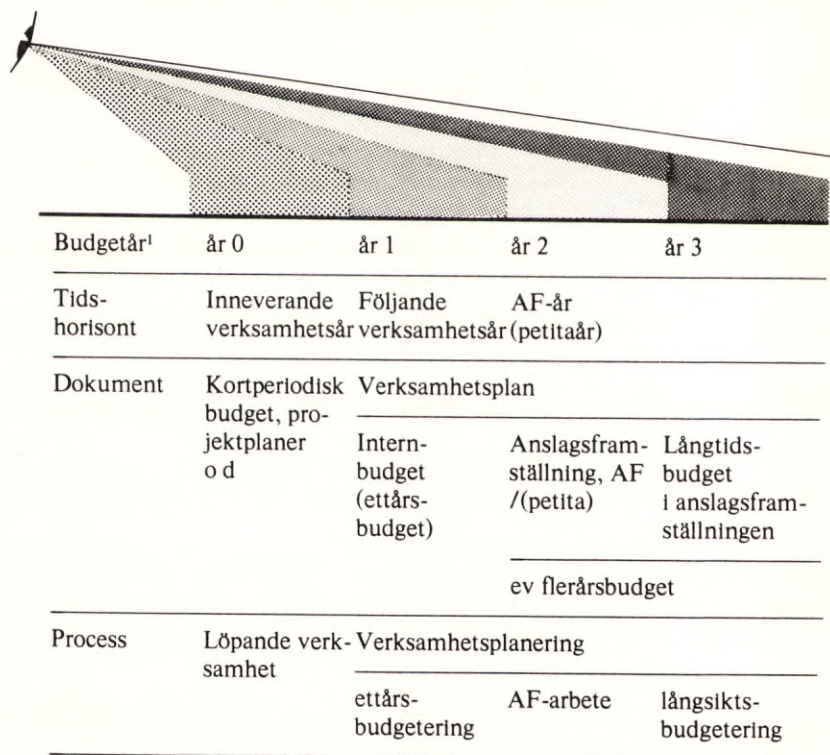 Budgetår¹ år 0 år 1 år 2 år 3
Tids- Inneverande Följande AF-år
horisont verksamhetsår verksamhetsår (petitaår)
Dokument Kortperiodisk Verksamhetsplan
budget, pro-
jektplaner Intern- Anslagsfram- Långtids-
o d budget ställning, AF budget
(ettårs- /(petita) i anslagsfram-
budget) ställningen
ev flerårsbudget
Process Löpande verk- Verksamhetsplanering
samhet
ettårs- AF-arbete långsikts-
budgetering budgetering